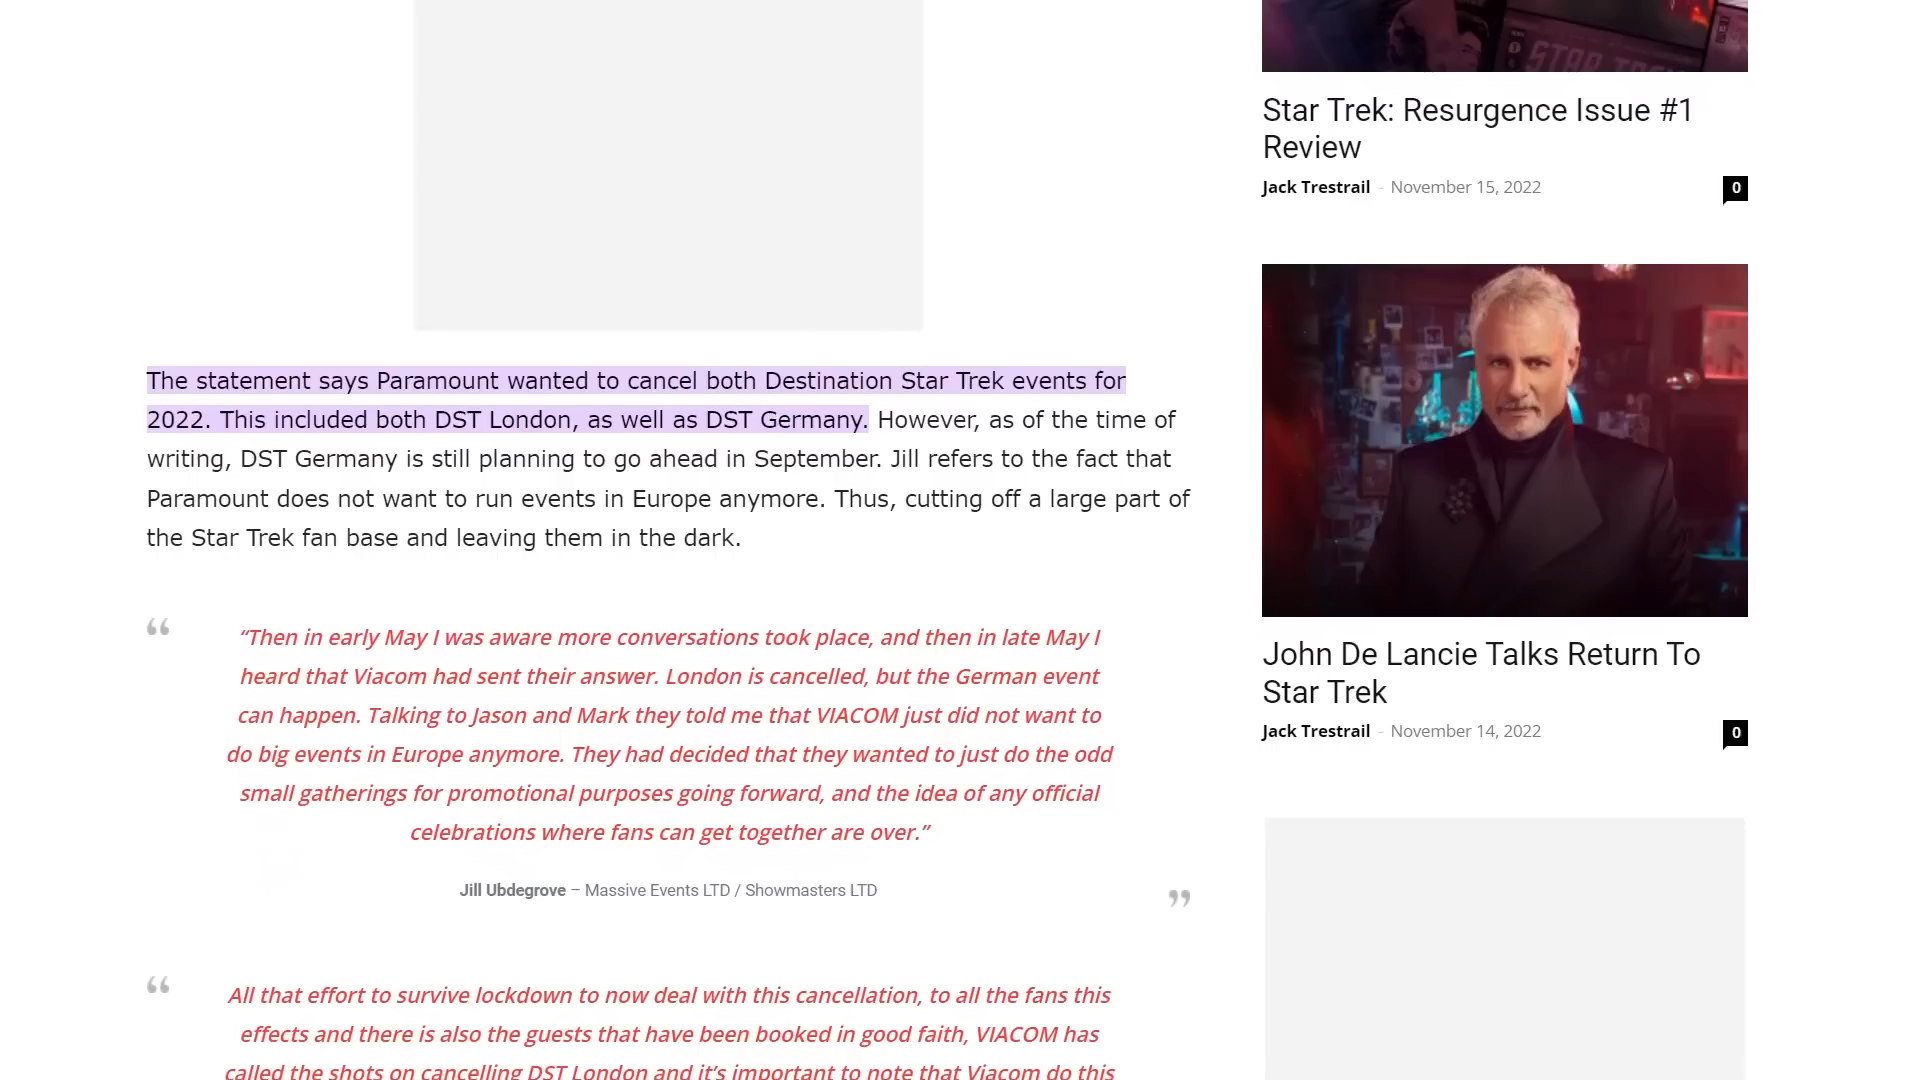 The statement says Paramount wanted to cancel both Destination Star Trek events for
2022. This included both DST London, as well as DST Germany. However, as of the time of
writing, DST Germany is still planning to go ahead in September. Jill refers to the fact that
Paramount does not want to run events in Europe anymore. Thus, cutting off a large part of
the Star Trek fan base and leaving them in the dark.
“
“Then in early May I was aware more conversations took place, and then in late May I
heard that Viacom had sent their answer. London is cancelled, but the German event
can happen. Talking to Jason and Mark they told me that VIACOM just did not want to
do big events in Europe anymore. They had decided that they wanted to just do the odd
small gatherings for promotional purposes going forward, and the idea of any official
celebrations where fans can get together are over.”
Jill Ubdegrove – Massive Events LTD / Showmasters LTD
”
“
All that effort to survive lockdown to now deal with this cancellation, to all the fans this
effects and there is also the guests that have been booked in good faith, VIACOM has
called the shots on cancelling DST London and it’s important to note that Viacom do this
STAR TREK
Star Trek: Resurgence Issue #1
Review
Jack Trestrail - November 15, 2022
0
John De Lancie Talks Return To
Star Trek
Jack Trestrail - November 14, 2022
0